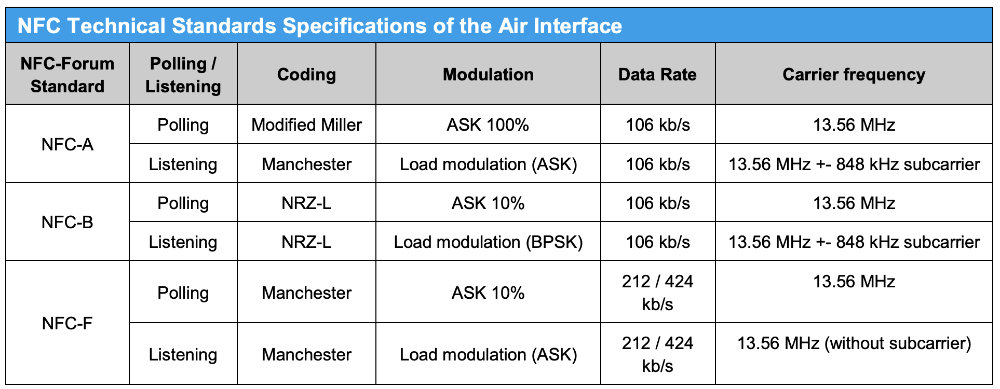 NFC Technical Standards Specifications of the Air Interface
NFC-Forum Standard Polling / Listening Coding Modulation Data Rate Carrier frequency
NFC-A Polling Modified Miller ASK 100% 106 kb/s 13.56 MHz
Listening Manchester Load modulation (ASK) 106 kb/s 13.56 MHz +- 848 kHz subcarrier
NFC-B Polling NRZ-L ASK 10% 106 kb/s 13.56 MHz
Listening NRZ-L Load modulation (BPSK) 106 kb/s 13.56 MHz +- 848 kHz subcarrier
NFC-F Polling Manchester ASK 10% 212 / 424 kb/s 13.56 MHz
Listening Manchester Load modulation (ASK) 212 / 424 kb/s 13.56 MHz (without subcarrier)